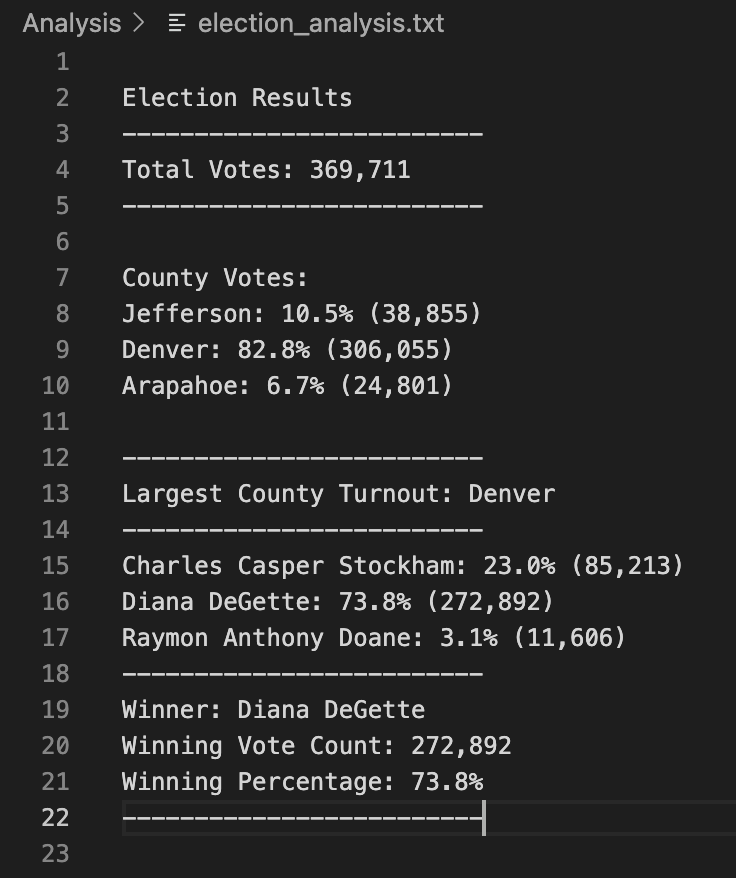 Analysis > election_analysis.txt
1
2 Election Results
3 -------------------------
4 Total Votes: 369,711
5 -------------------------
6
7 County Votes:
8 Jefferson: 10.5% (38,855)
9 Denver: 82.8% (306,055)
10 Arapahoe: 6.7% (24,801)
11
12 -------------------------
13 Largest County Turnout: Denver
14 -------------------------
15 Charles Casper Stockham: 23.0% (85,213)
16 Diana DeGette: 73.8% (272,892)
17 Raymon Anthony Doane: 3.1% (11,606)
18 -------------------------
19 Winner: Diana DeGette
20 Winning Vote Count: 272,892
21 Winning Percentage: 73.8%
22 -------------------------
23